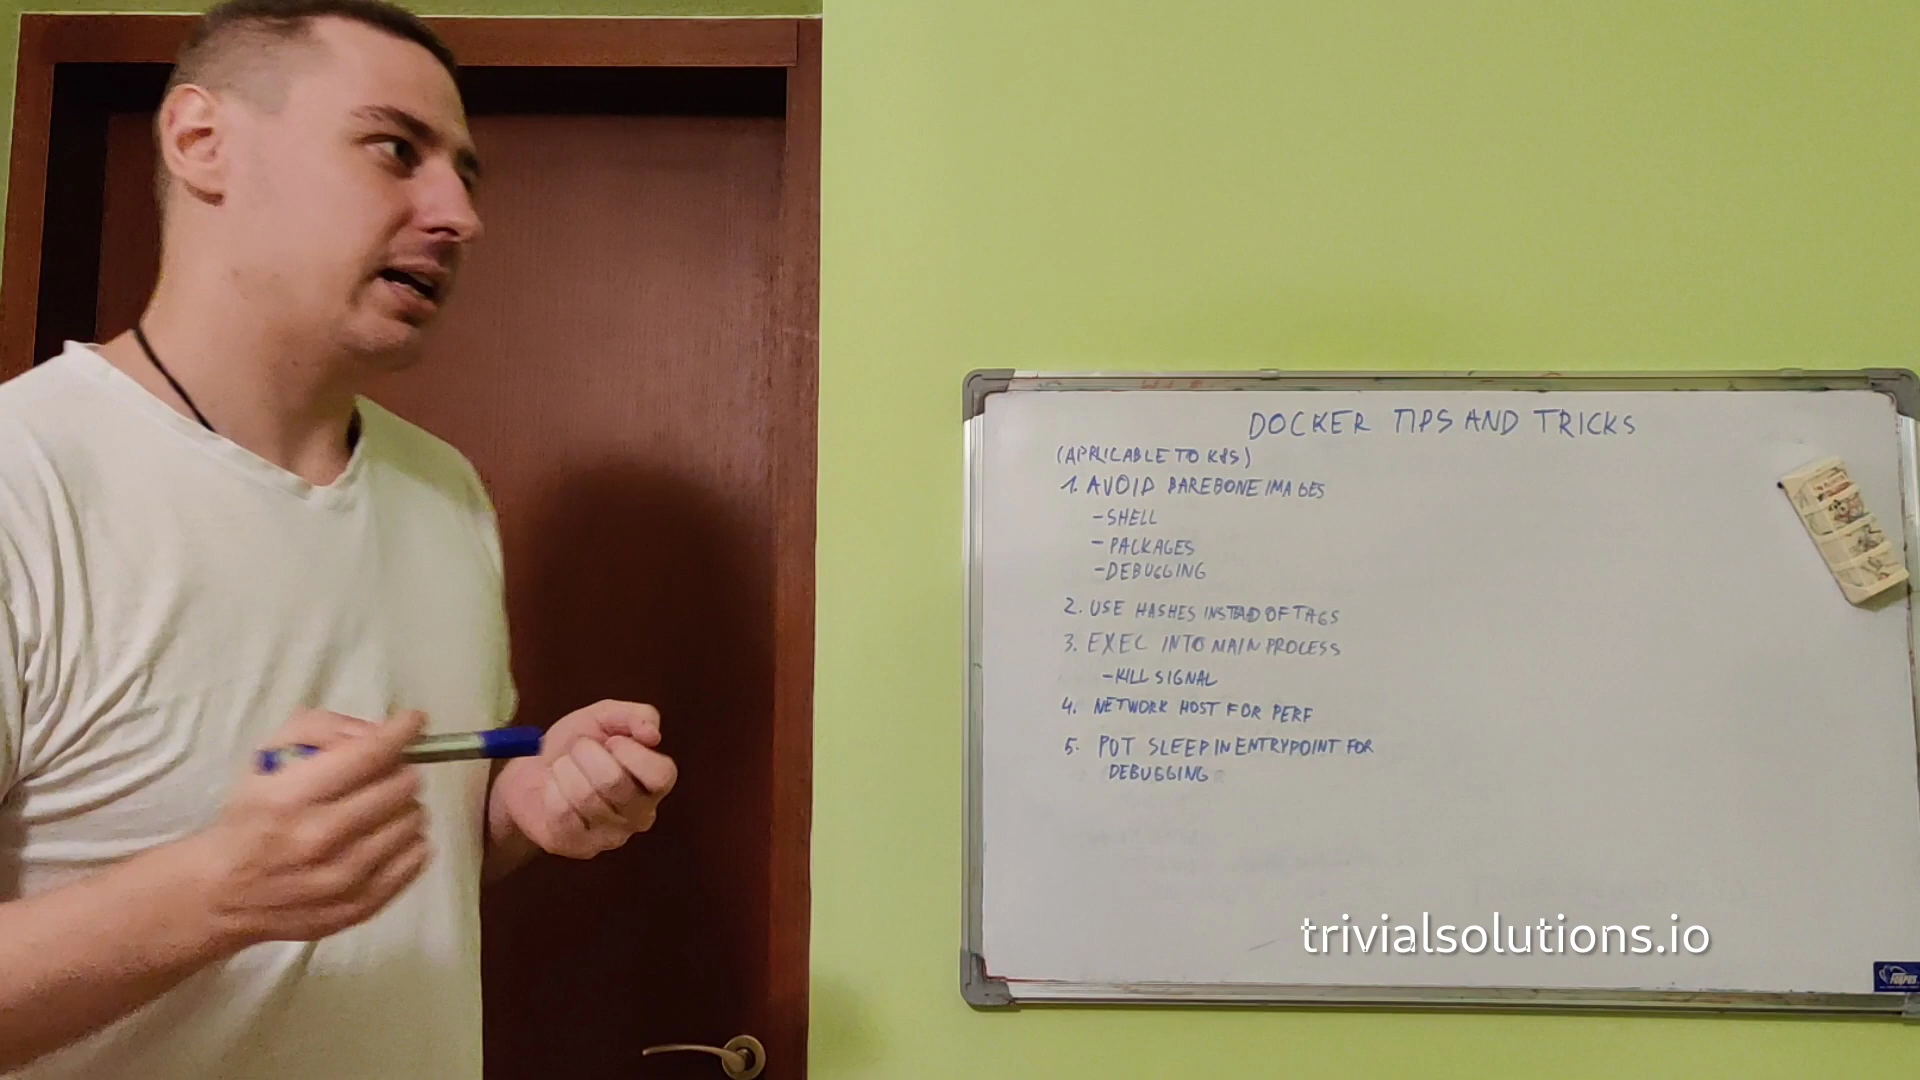 DOCKER TIPS AND TRICKS
(APPLICABLE TO K8S)
1. AVOID BAREBONE IMAGES
- SHELL
- PACKAGES
- DEBUGGING
2. USE HASHES INSTEAD OF TAGS
3. EXEC INTO MAIN PROCESS
- KILL SIGNAL
4. NETWORK HOST FOR PERF
5. PUT SLEEP IN ENTRYPOINT FOR
DEBUGGING
trivialsolutions.io